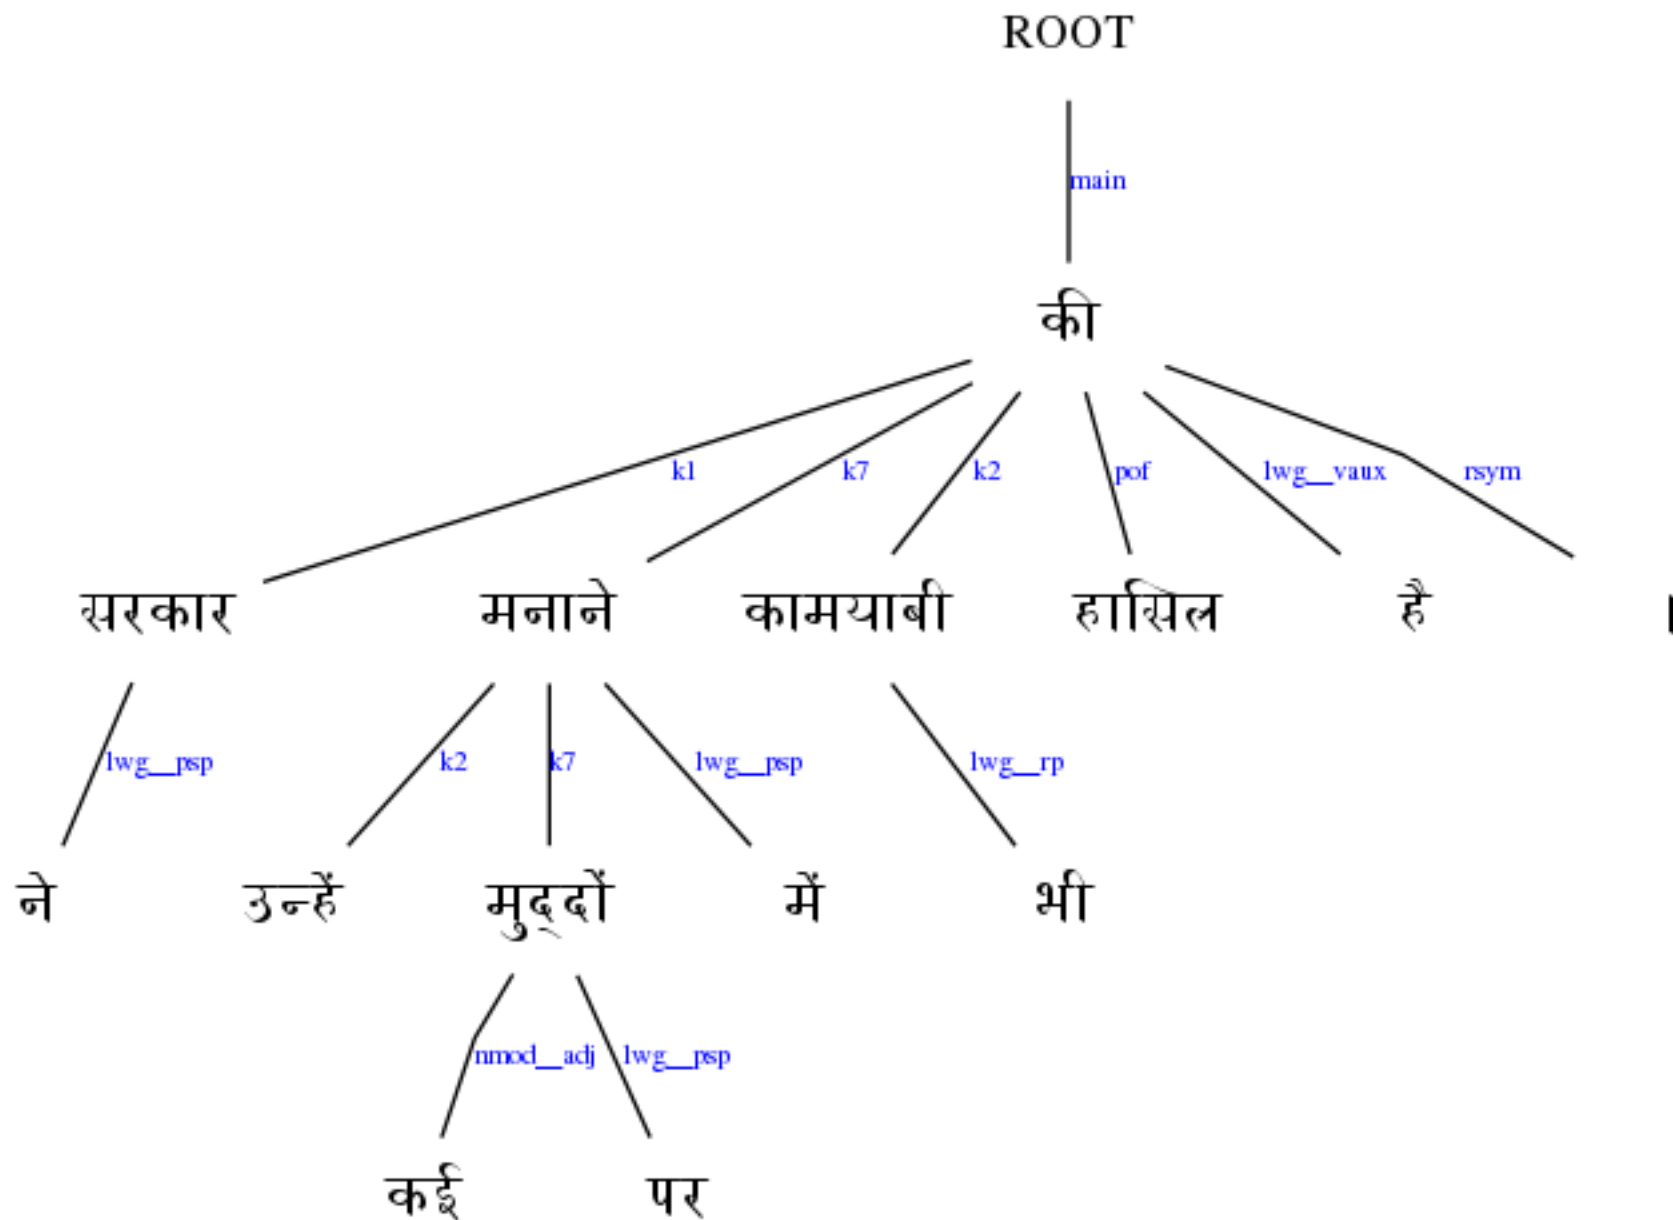 ROOT
main
की
k1 k7 k2 pof lwg__vaux rsym
सरकार मनाने कामयाबी हासिल है ।
lwg__psp k2 k7 lwg__psp lwg__rp
ने उन्हें मुद्‌दों में भी
nmod__adj lwg__psp
कई पर